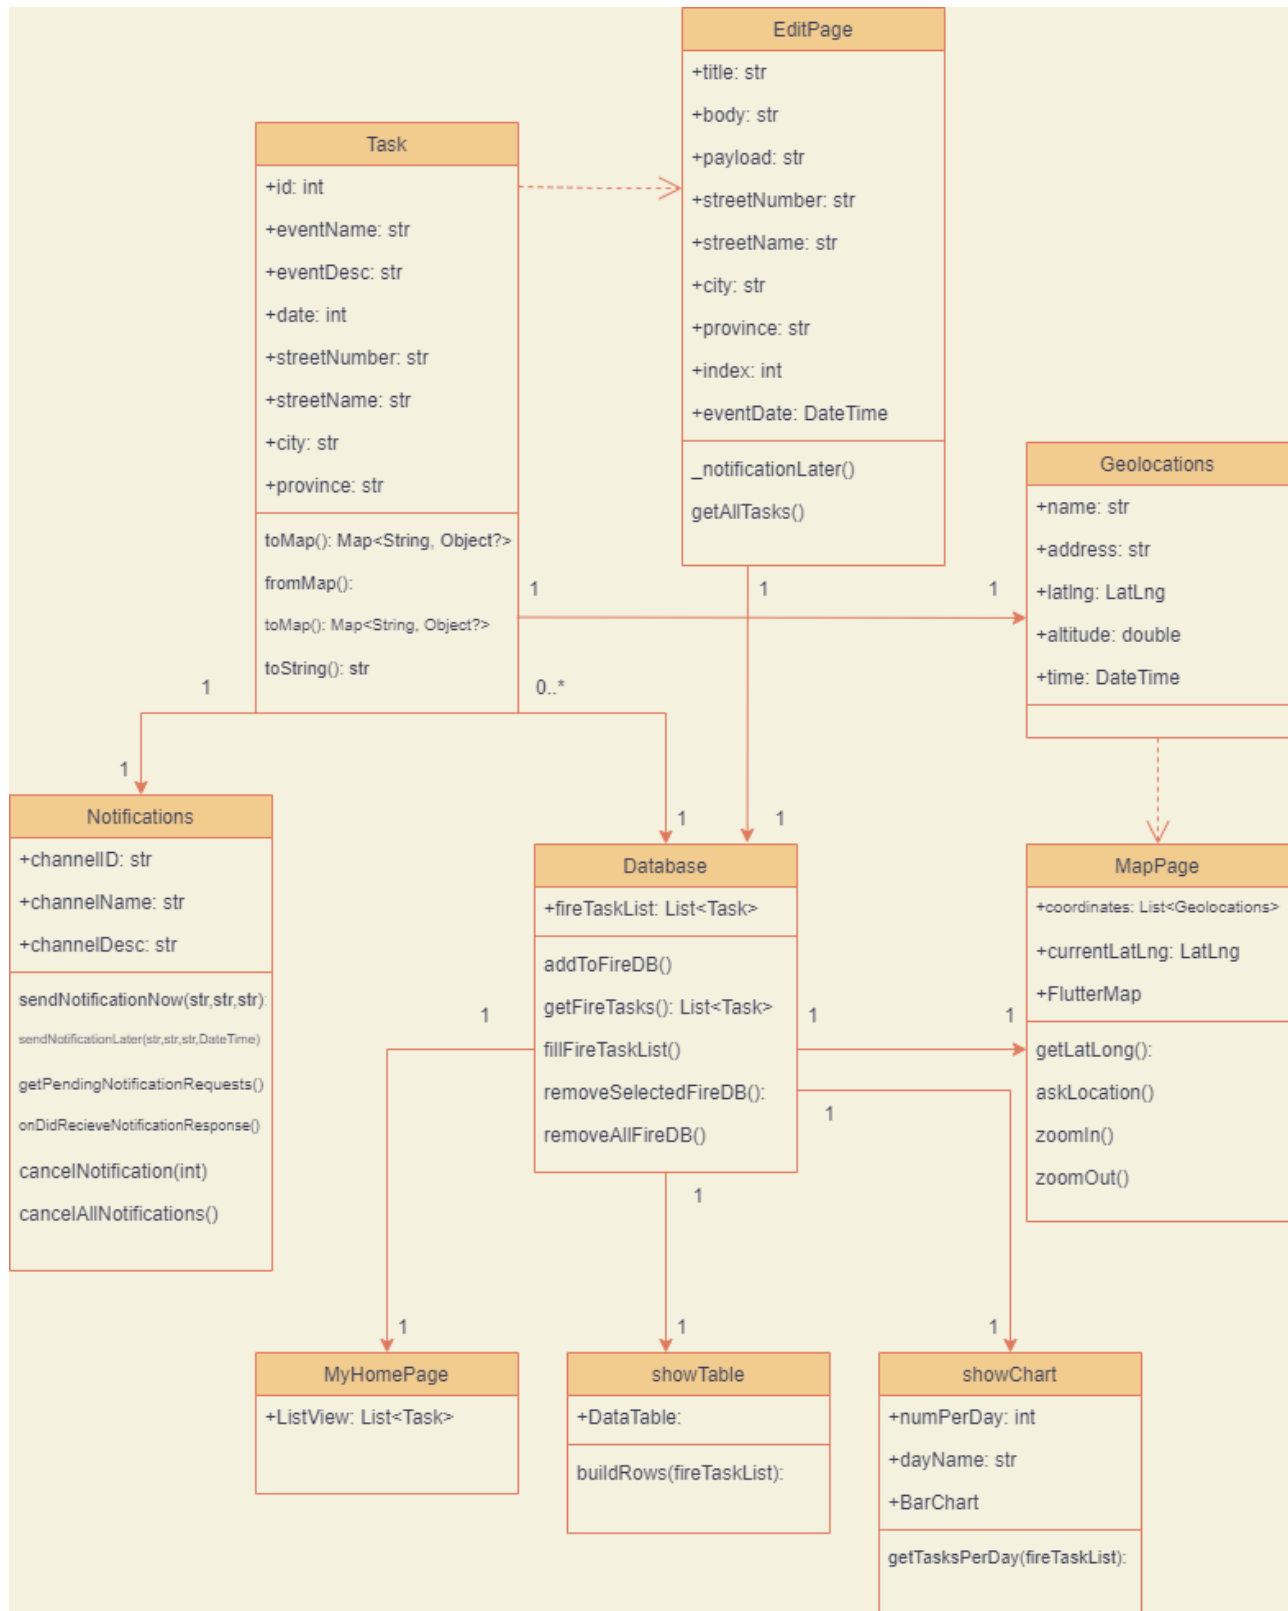 EditPage
+title: str
+body: str
+payload: str
+streetNumber: str
+streetName: str
+city: str
+province: str
+index: int
+eventDate: DateTime
_notificationLater()
getAllTasks()
Task
+id: int
+eventName: str
+eventDesc: str
+date: int
+streetNumber: str
+streetName: str
+city: str
+province: str
toMap(): Map<String, Object?>
fromMap():
toMap(): Map<String, Object?>
toString(): str
Geolocations
+name: str
+address: str
+latlng: LatLng
+altitude: double
+time: DateTime
1
1
1
1
0..*
1
1
1
Notifications
+channelID: str
+channelName: str
+channelDesc: str
sendNotificationNow(str,str,str):
sendNotificationLater(str,str,str,DateTime)
getPendingNotificationRequests()
onDidRecieveNotificationResponse()
cancelNotification(int)
cancelAllNotifications()
Database
+fireTaskList: List<Task>
addToFireDB()
getFireTasks(): List<Task>
fillFireTaskList()
removeSelectedFireDB():
removeAllFireDB()
MapPage
+coordinates: List<Geolocations>
+currentLatLng: LatLng
+FlutterMap
getLatLong():
askLocation()
zoomIn()
zoomOut()
1
1
1
1
1
1
1
1
MyHomePage
+ListView: List<Task>
showTable
+DataTable:
buildRows(fireTaskList):
showChart
+numPerDay: int
+dayName: str
+BarChart
getTasksPerDay(fireTaskList):